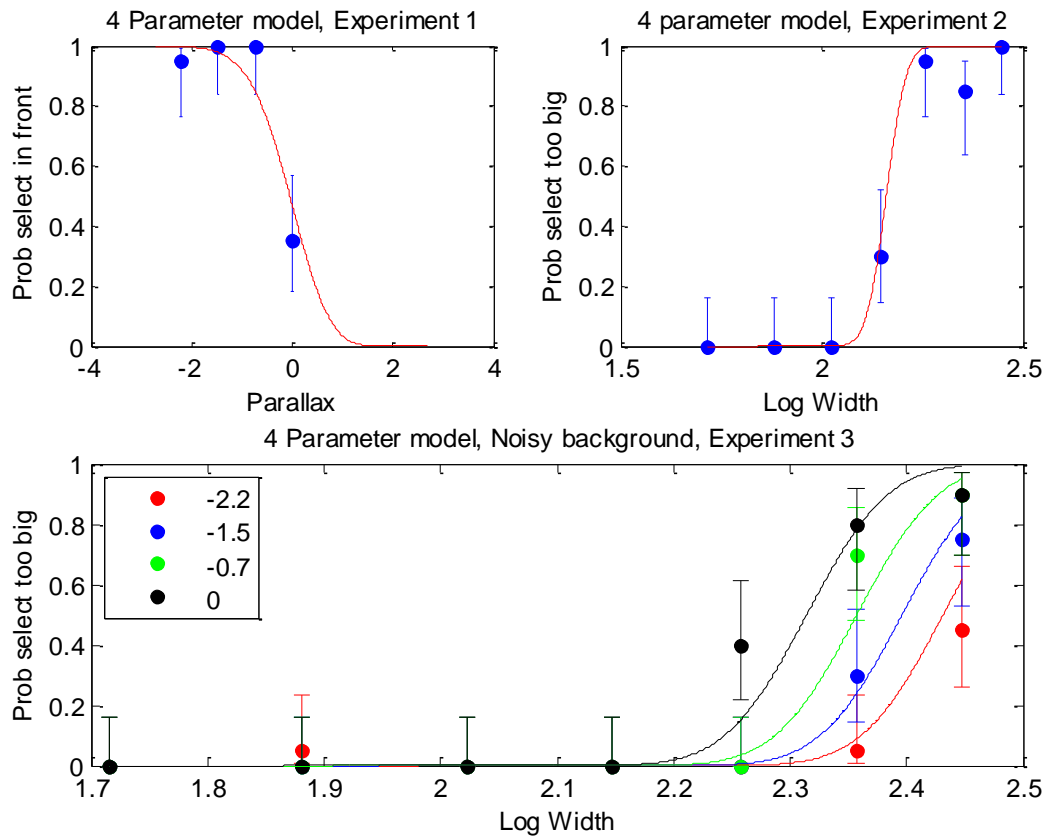 4 Parameter model, Experiment 1
1
0.8
0.6
0.4
0.2
0
Prob select in front
-4 -2 0 2 4
Parallax
4 parameter model, Experiment 2
1
0.8
0.6
0.4
0.2
0
Prob select too big
1.5 2 2.5
Log Width
4 Parameter model, Noisy background, Experiment 3
1
0.8
0.6
0.4
0.2
0
Prob select too big
-2.2
-1.5
-0.7
0
1.7 1.8 1.9 2 2.1 2.2 2.3 2.4 2.5
Log Width